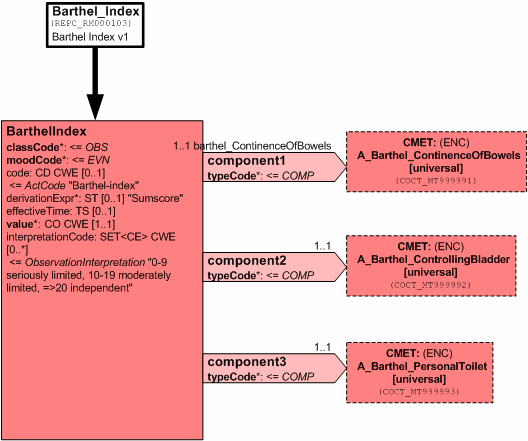 Barthel_Index
(REPC_RM000103)
Barthel Index v1
BarthelIndex
classCode*: <= OBS
moodCode*: <= EVN
code: CD CWE [0..1]
<= ActCode "Barthel-index"
derivationExpr*: ST [0..1] "Sumscore"
effectiveTime: TS [0..1]
value*: CO CWE [1..1]
interpretationCode: SET<CE> CWE
[0..*]
<= ObservationInterpretation "0-9
seriously limited, 10-19 moderately
limited, =>20 independent"
1..1 barthel_ContinenceOfBowels
component1
typeCode*: <= COMP
CMET: (ENC)
A_Barthel_ContinenceOfBowels
[universal]
(COCT_MT999991)
1..1
component2
typeCode*: <= COMP
CMET: (ENC)
A_Barthel_ControllingBladder
[universal]
(COCT_MT999992)
1..1
component3
typeCode*: <= COMP
CMET: (ENC)
A_Barthel_PersonalToilet
[universal]
(COCT_MT999993)